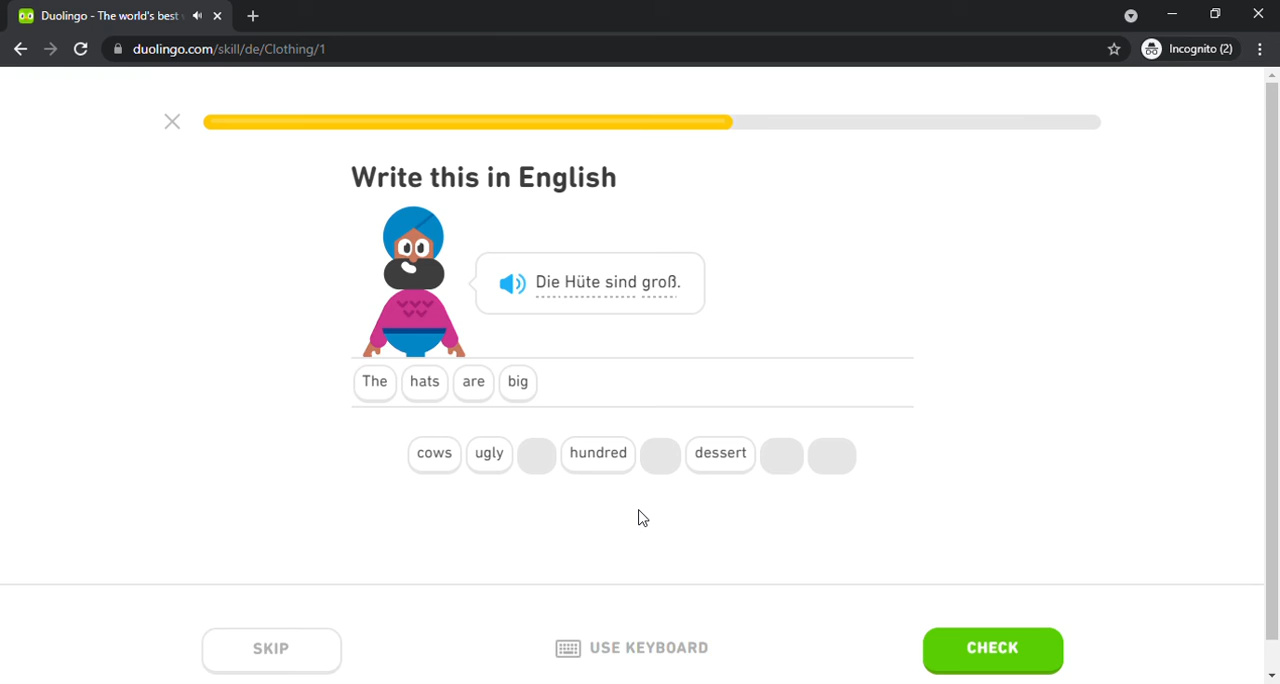 Duolingo - The world's best
duolingo.com/skill/de/Clothing/1
Incognito (2)
Write this in English
Die Hüte sind groß.
The hats are big
cows ugly hundred dessert
SKIP
USE KEYBOARD
CHECK